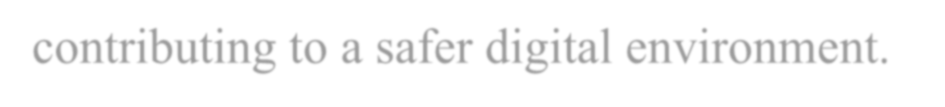 contributing to a safer digital environment.